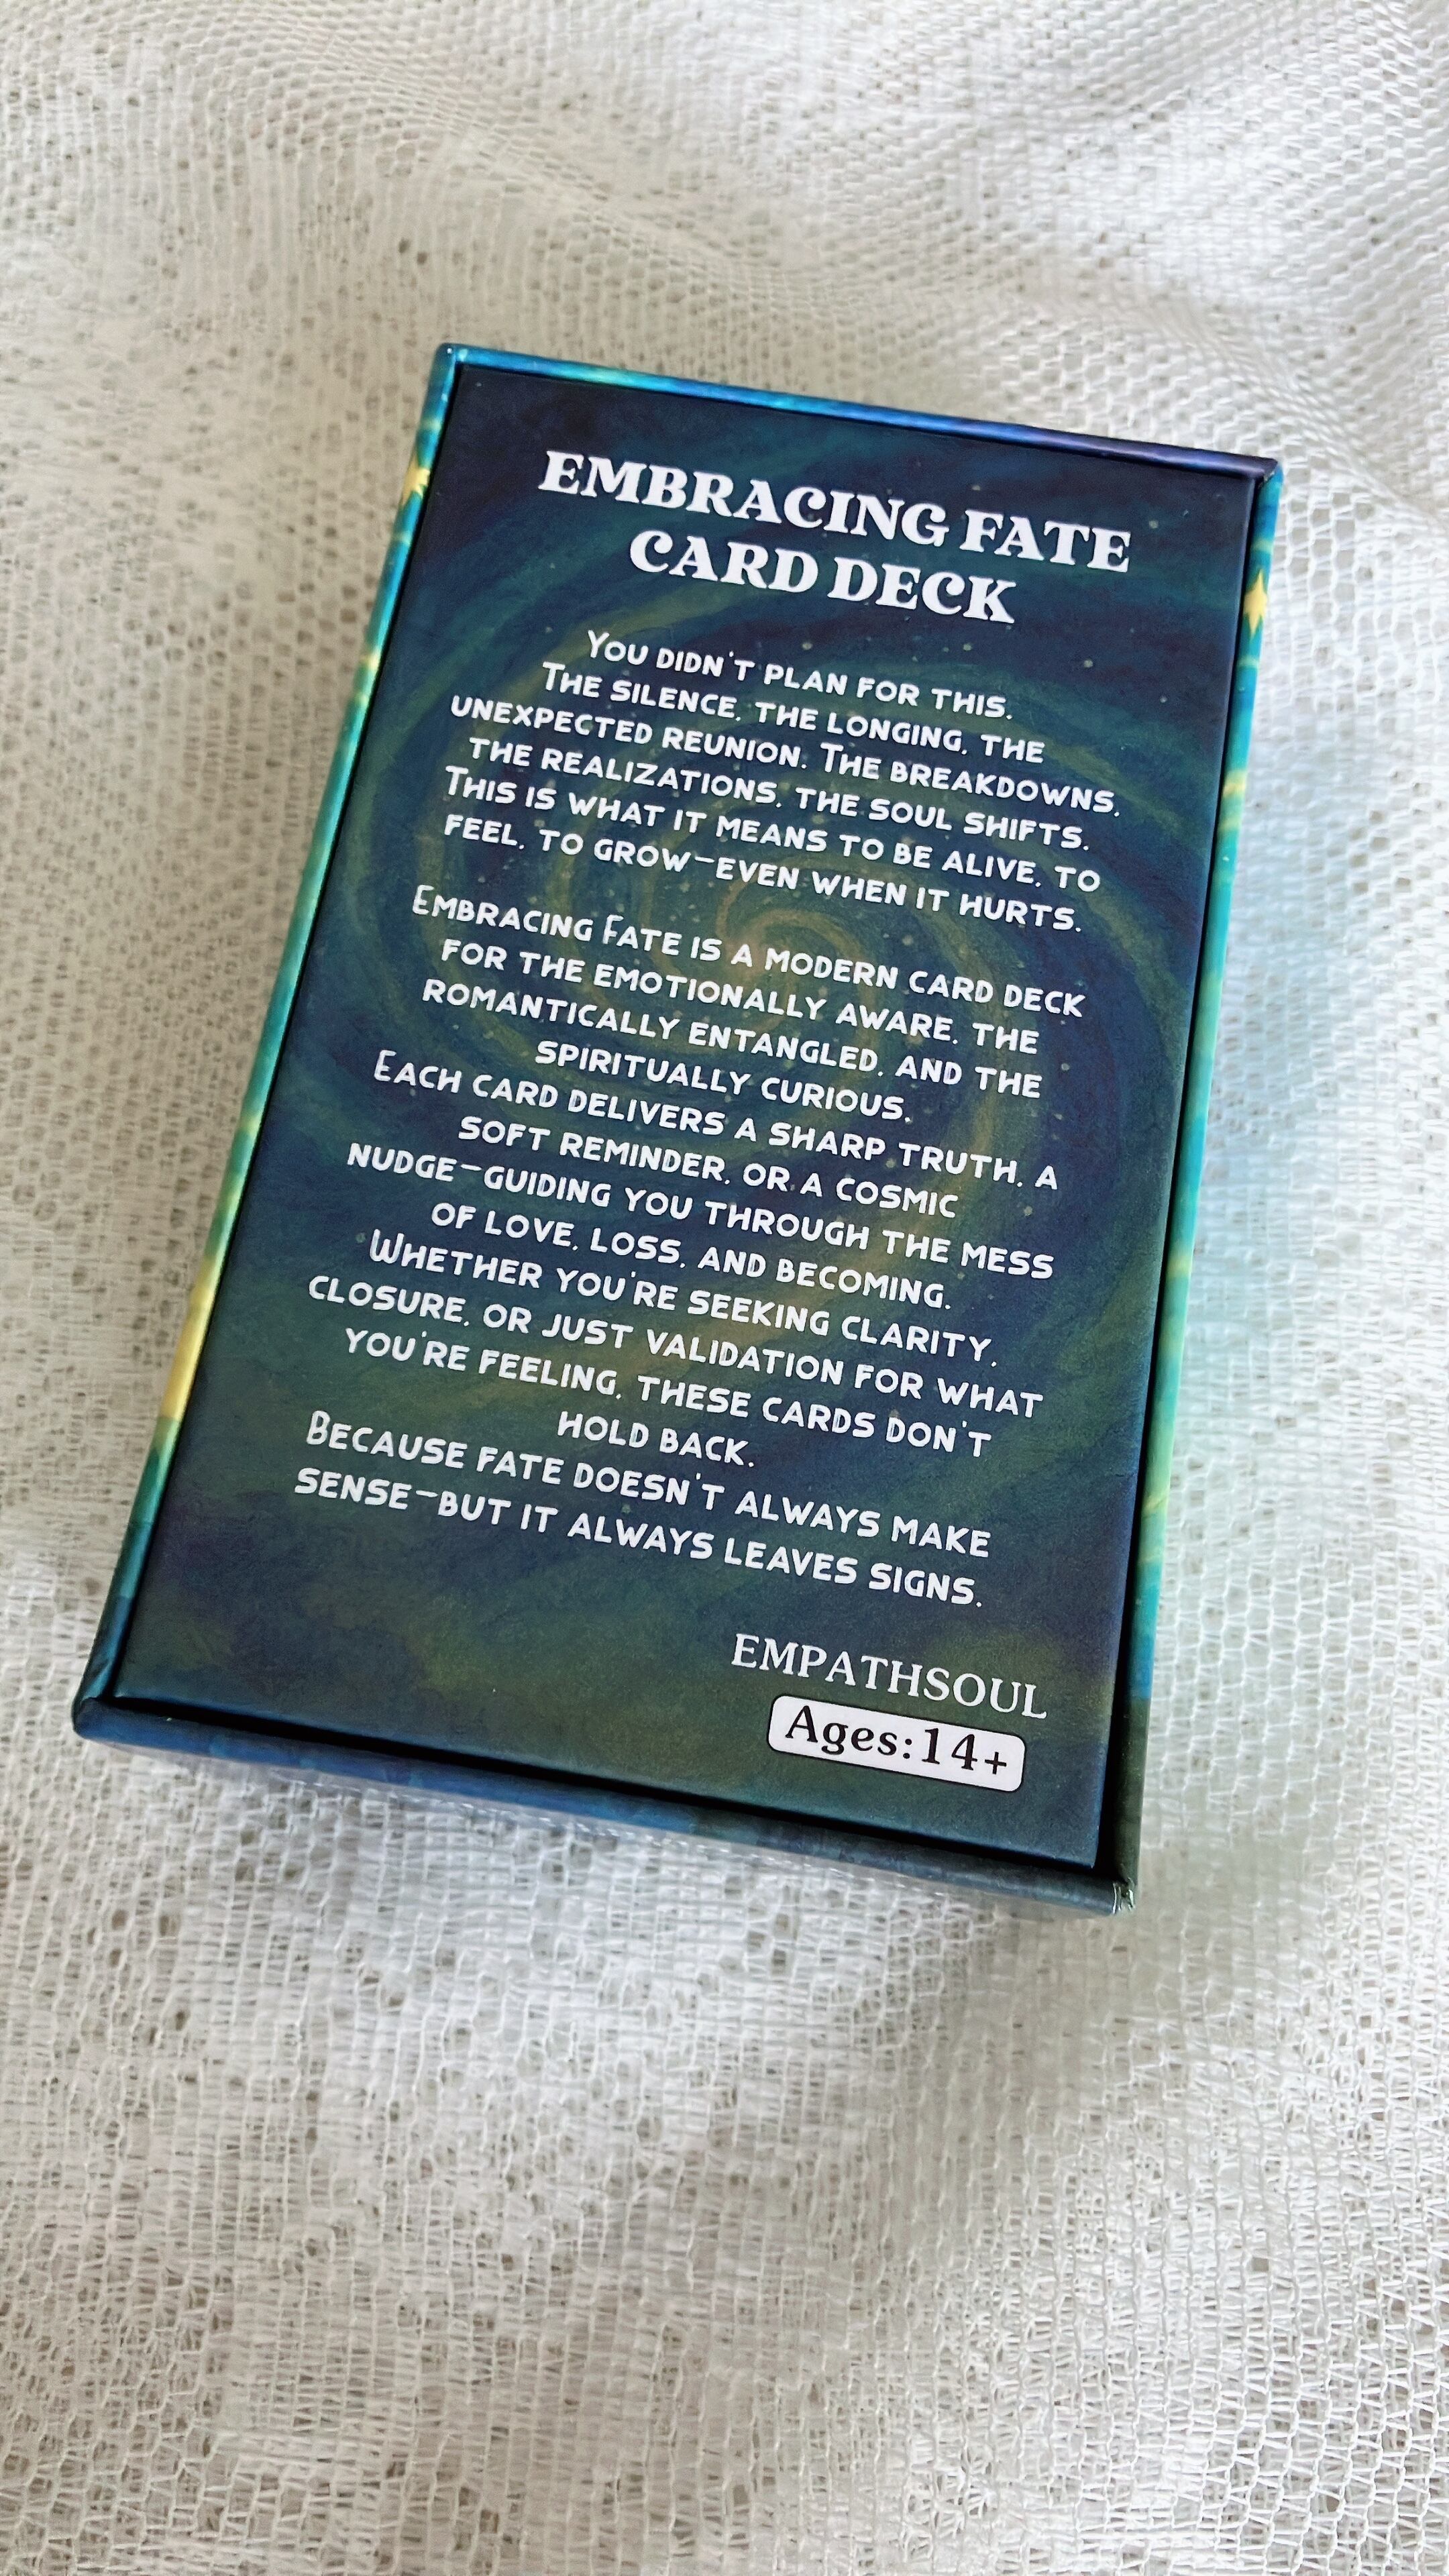 EMBRACING FATE
CARD DECK
YOU DIDN'T PLAN FOR THIS.
THE SILENCE, THE LONGING, THE
UNEXPECTED REUNION. THE BREAKDOWNS,
THE REALIZATIONS, THE SOUL SHIFTS.
THIS IS WHAT IT MEANS TO BE ALIVE, TO
FEEL, TO GROW—EVEN WHEN IT HURTS.
EMBRACING FATE IS A MODERN CARD DECK
FOR THE EMOTIONALLY AWARE, THE
ROMANTICALLY ENTANGLED, AND THE
SPIRITUALLY CURIOUS.
EACH CARD DELIVERS A SHARP TRUTH, A
SOFT REMINDER, OR A COSMIC
NUDGE—GUIDING YOU THROUGH THE MESS
OF LOVE, LOSS, AND BECOMING.
WHETHER YOU'RE SEEKING CLARITY,
CLOSURE, OR JUST VALIDATION FOR WHAT
YOU'RE FEELING, THESE CARDS DON'T
HOLD BACK.
BECAUSE FATE DOESN'T ALWAYS MAKE
SENSE—BUT IT ALWAYS LEAVES SIGNS.
EMPATHSOUL
Ages:14+